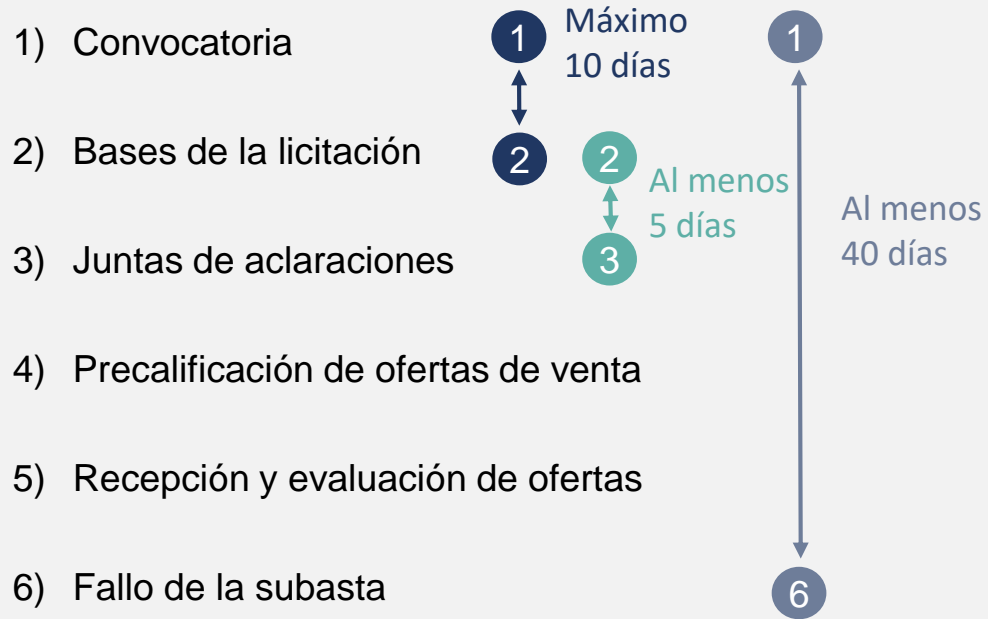 1) Convocatoria
1
Máximo
10 días
1
2) Bases de la licitación
2
2
Al menos
5 días
Al menos
40 días
3) Juntas de aclaraciones
3
4) Precalificación de ofertas de venta
5) Recepción y evaluación de ofertas
6) Fallo de la subasta
6